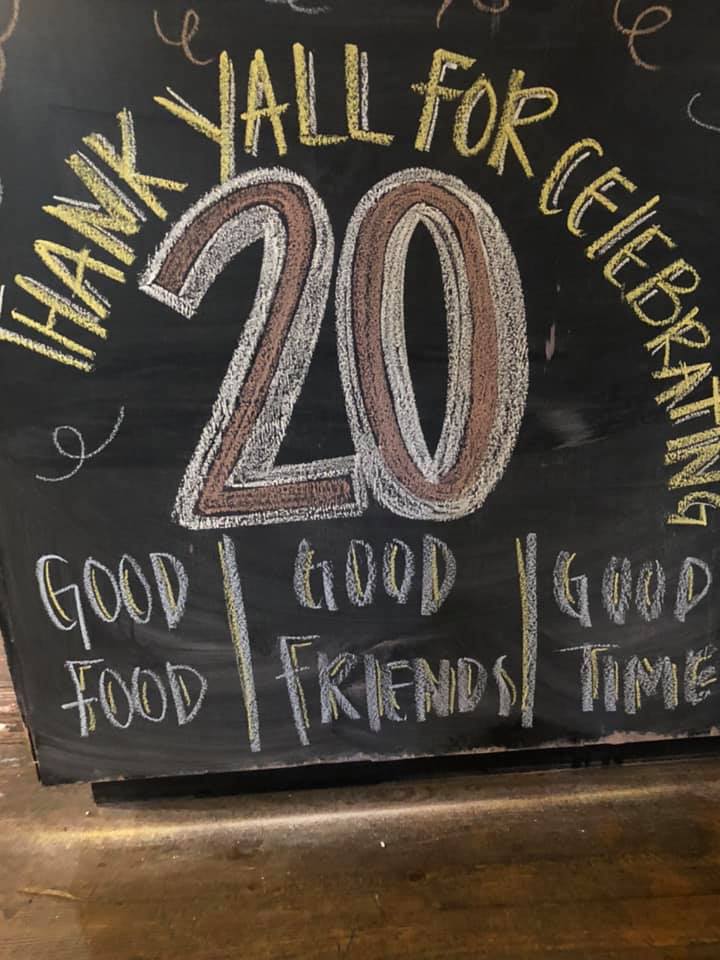 THANK YALL FOR CELEBRATING
20
GOOD FOOD | GOOD FRIENDS | GOOD TIME